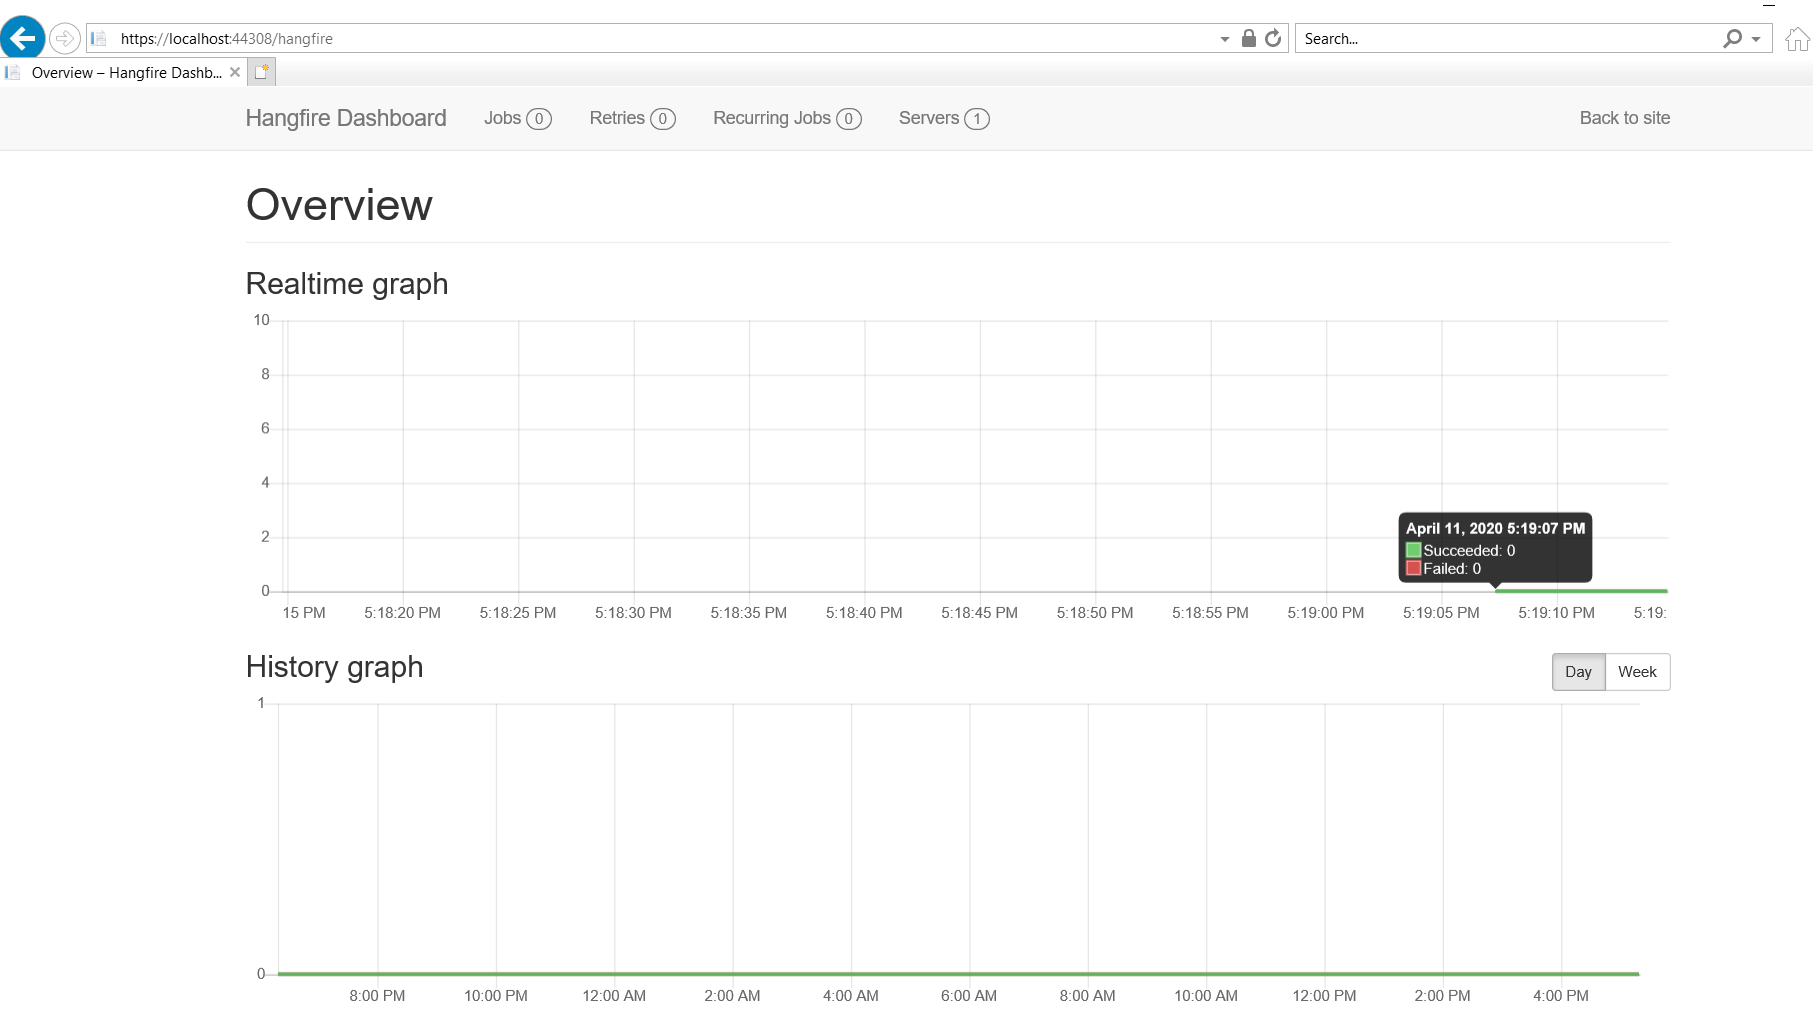 https://localhost:44308/hangfire
Search...
Overview – Hangfire Dashb...
Hangfire Dashboard Jobs 0 Retries 0 Recurring Jobs 0 Servers 1 Back to site
Overview
Realtime graph
10
8
6
4
2
0
April 11, 2020 5:19:07 PM
Succeeded: 0
Failed: 0
15 PM 5:18:20 PM 5:18:25 PM 5:18:30 PM 5:18:35 PM 5:18:40 PM 5:18:45 PM 5:18:50 PM 5:18:55 PM 5:19:00 PM 5:19:05 PM 5:19:10 PM 5:19:
History graph
Day Week
1
0
8:00 PM 10:00 PM 12:00 AM 2:00 AM 4:00 AM 6:00 AM 8:00 AM 10:00 AM 12:00 PM 2:00 PM 4:00 PM